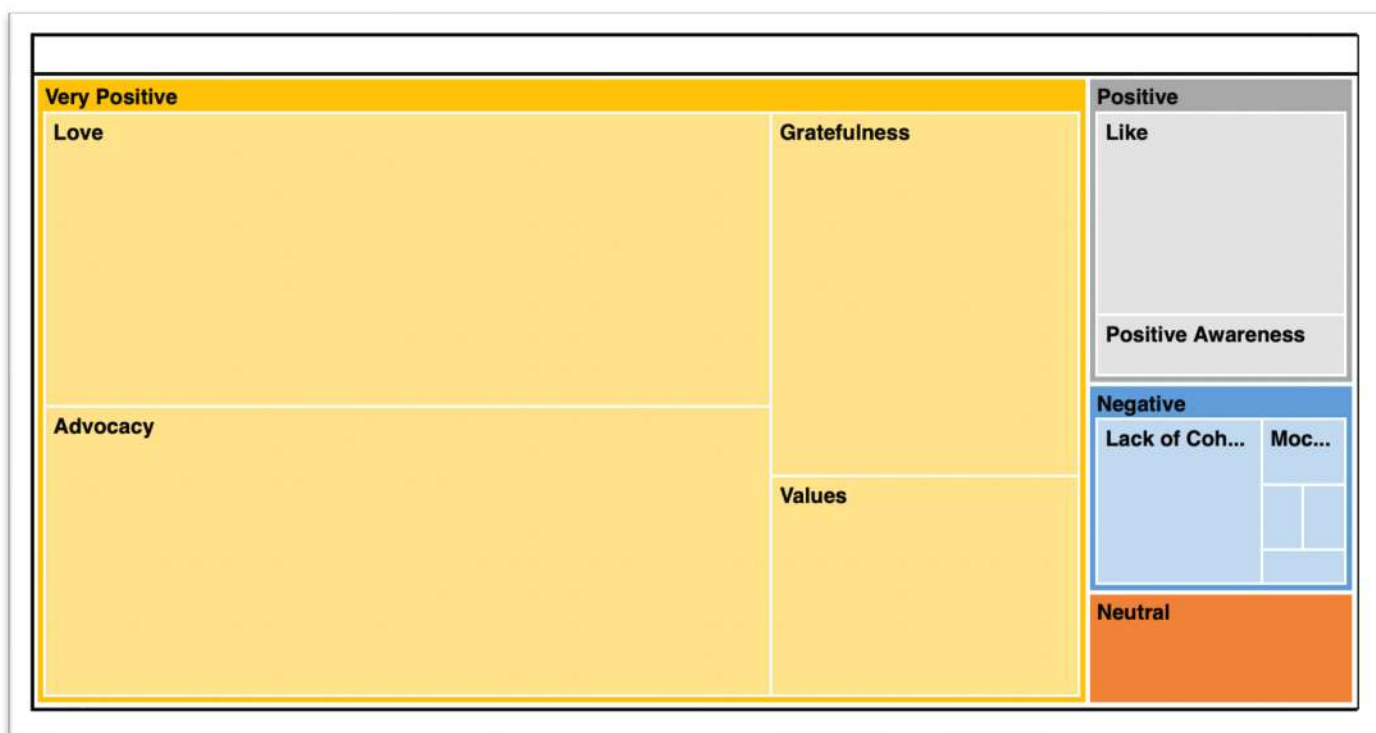 Very Positive
Love
Gratefulness
Advocacy
Values
Positive
Like
Positive Awareness
Negative
Lack of Coh...
Moc...
Neutral